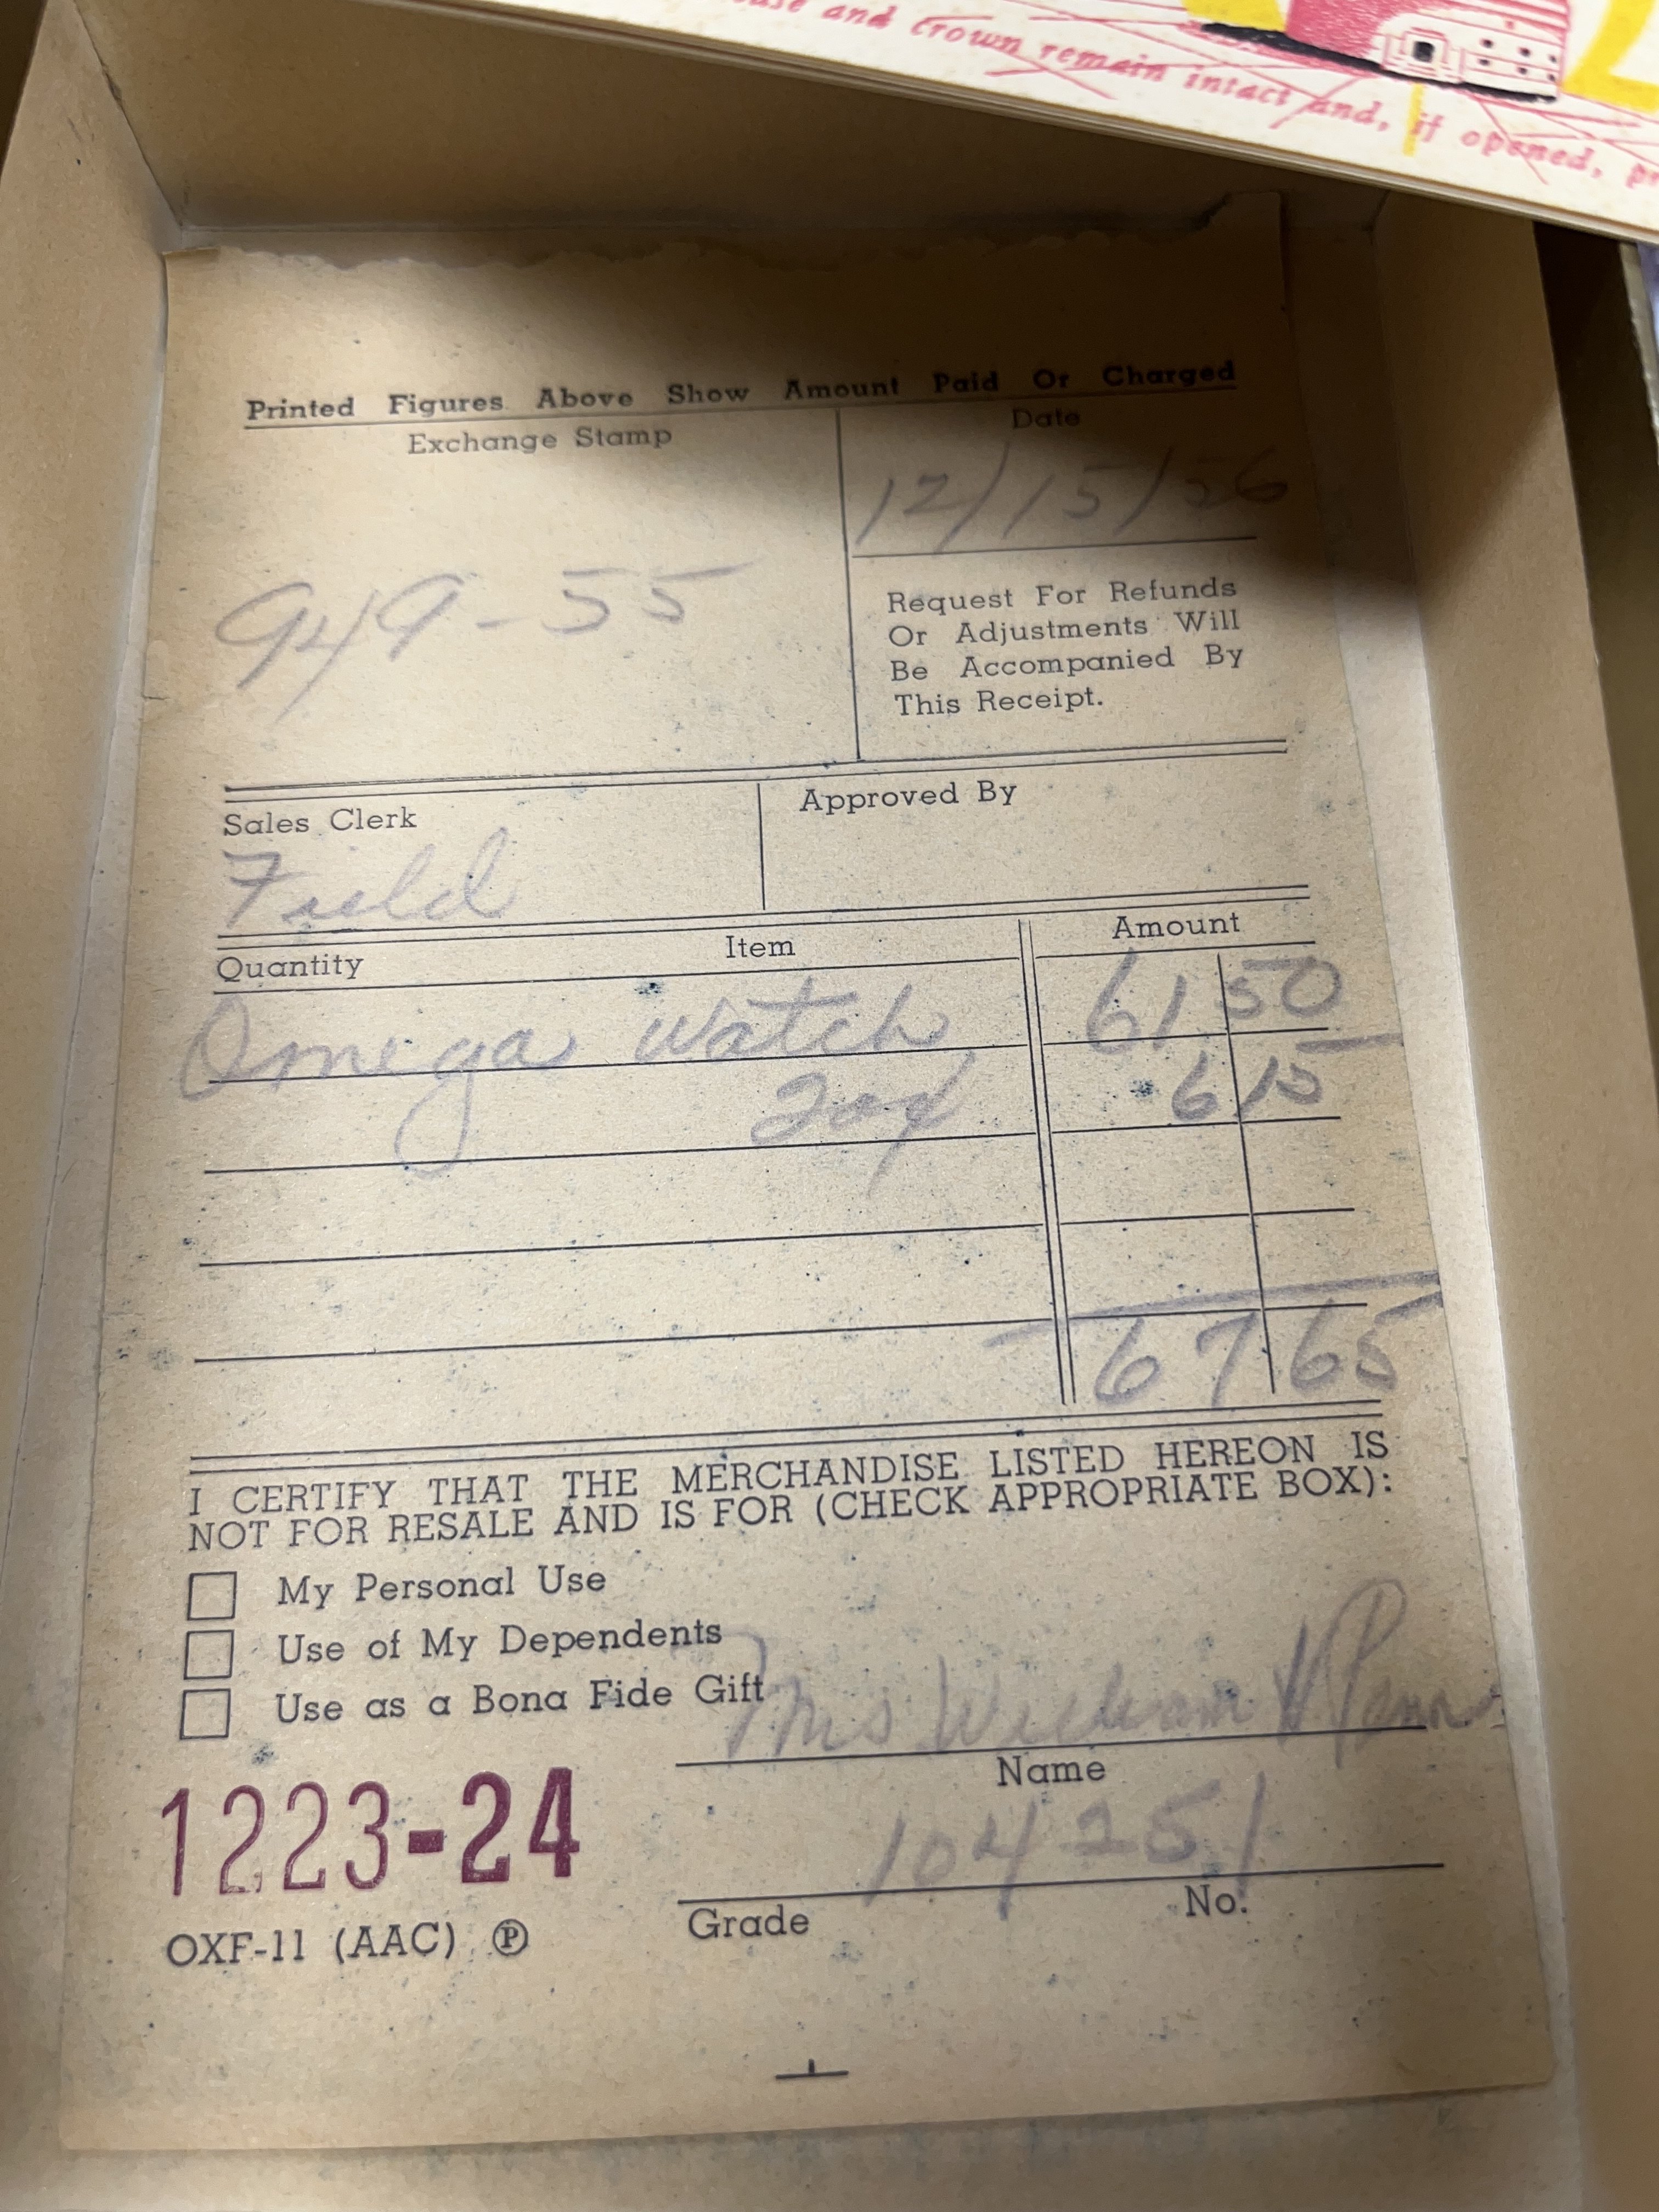 and Crown remain intact and, if opened, pr
Printed Figures Above Show Amount Paid Or Charged
Exchange Stamp
Date
12/15/56
949-55
Request For Refunds
Or Adjustments Will
Be Accompanied By
This Receipt.
Sales Clerk
Approved By
Field
Quantity
Item
Amount
Omega Watch 61 50
6 15
67 65
I CERTIFY THAT THE MERCHANDISE LISTED HEREON IS
NOT FOR RESALE AND IS FOR (CHECK APPROPRIATE BOX):
My Personal Use
Use of My Dependents
Use as a Bona Fide Gift
Mrs William H
Name
104251
Grade
No.
1223-24
OXF-11 (AAC) Ⓟ